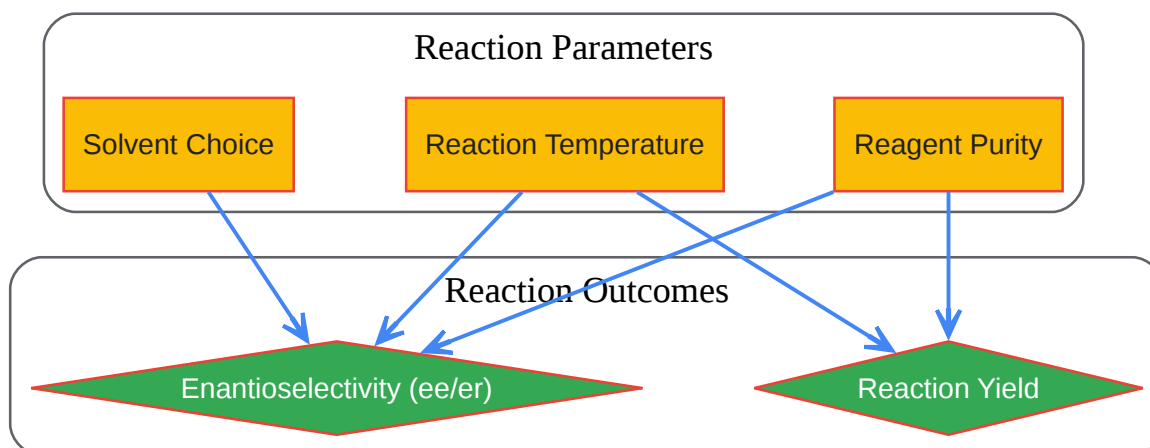 Reaction Parameters
Solvent Choice
Reaction Temperature
Reagent Purity
Reaction Outcomes
Enantioselectivity (ee/er)
Reaction Yield